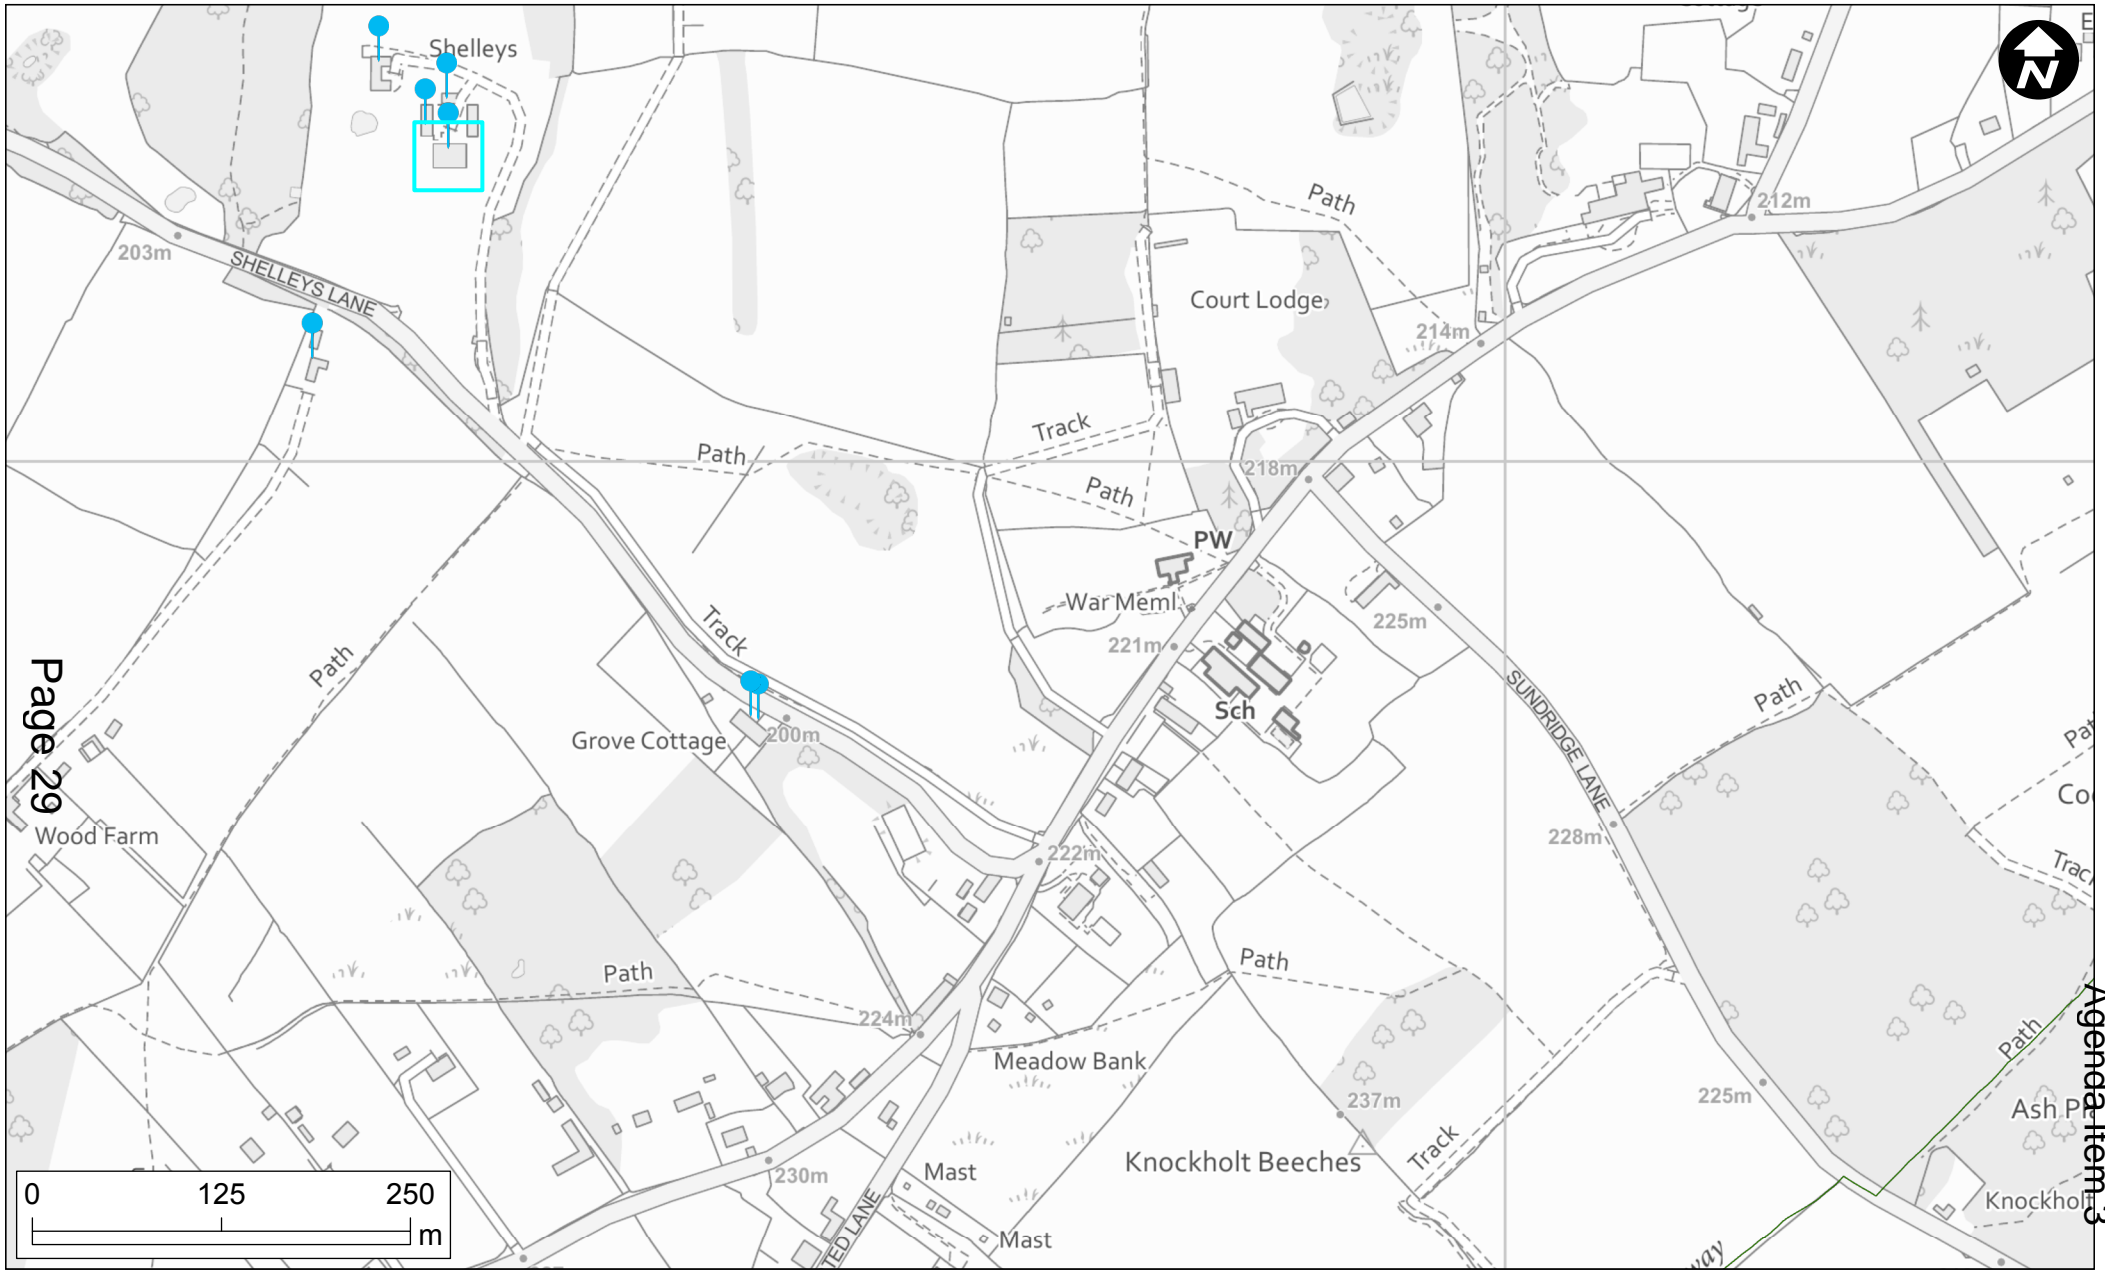 Shelleys
N
203m
SHELLEYS LANE
Path
212m
Court Lodge
214m
Track
Path
218m
Path
PW
War Meml
221m
225m
Track
Path
Sch
SUNDRIDGE LANE
Path
Grove Cottage
200m
Page 29
Wood Farm
222m
228m
Path
Path
224m
Meadow Bank
237m
225m
Path
Agenda Item 3
Knockholt Beeches
Track
230m
Mast
Mast
Knockholt
0 125 250
m